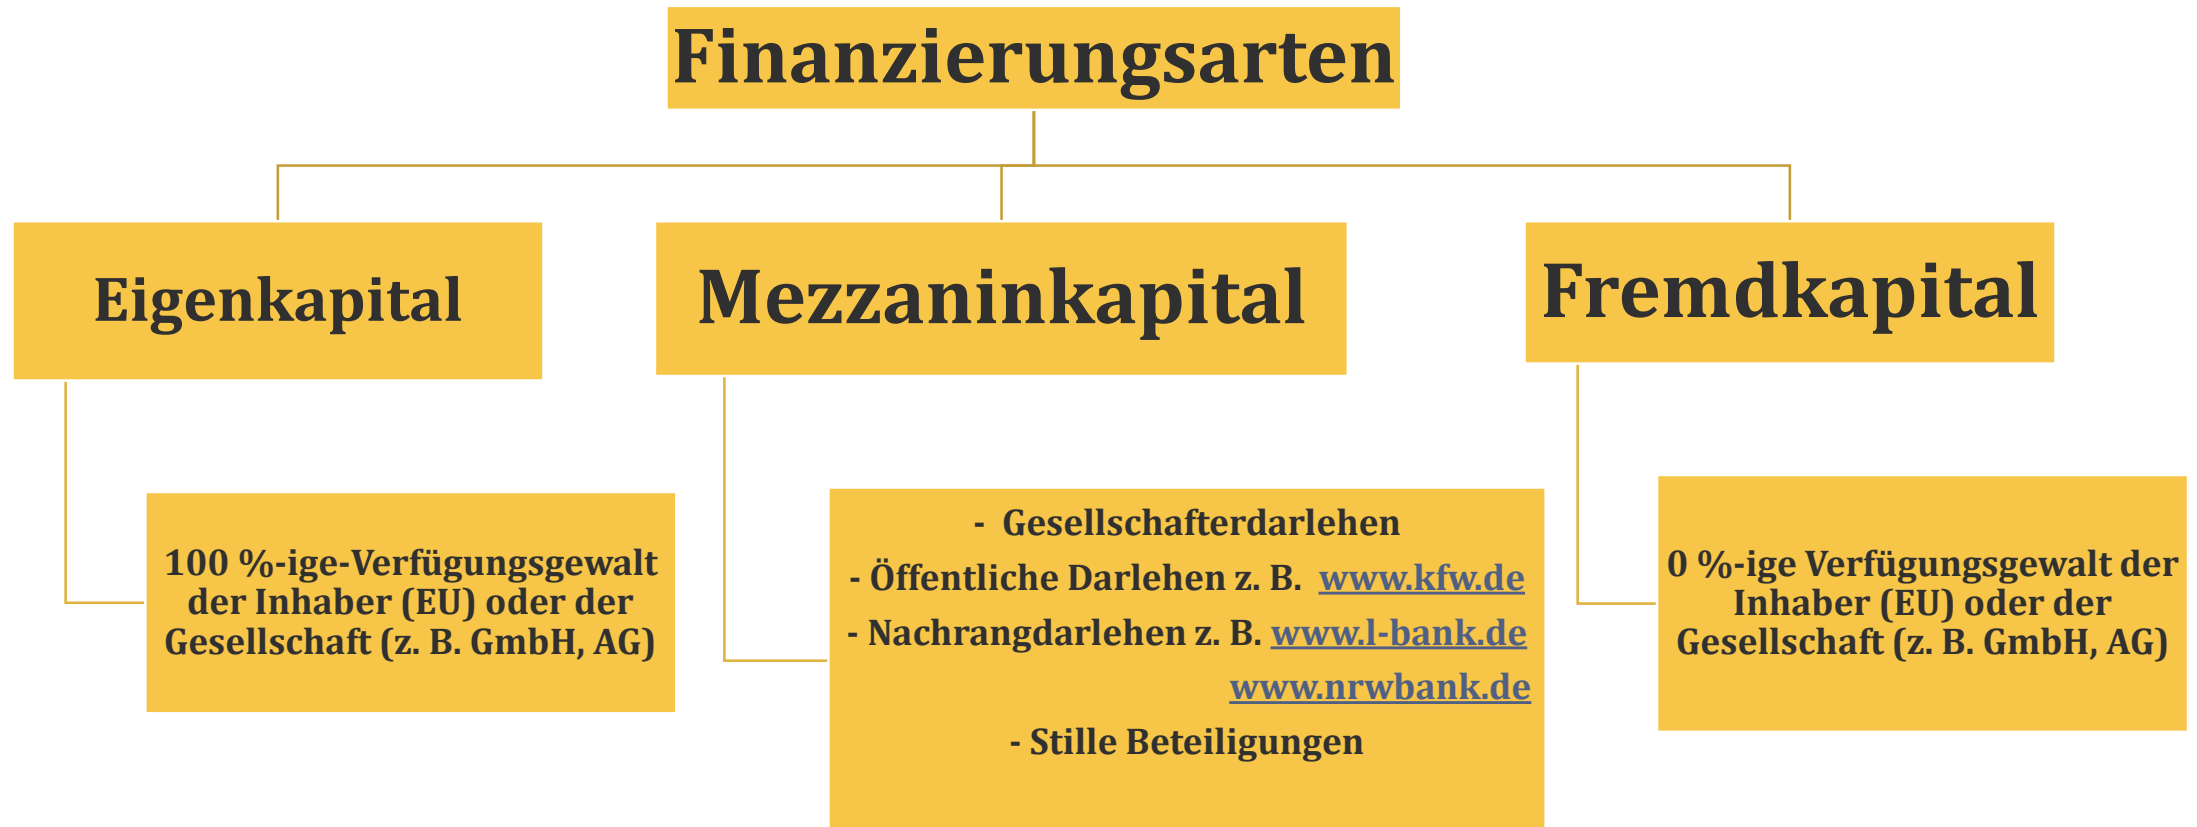 Finanzierungsarten
Eigenkapital
Mezzaninkapital
Fremdkapital
100 %-ige-Verfügungsgewalt
der Inhaber (EU) oder der
Gesellschaft (z. B. GmbH, AG)
- Gesellschafterdarlehen
- Öffentliche Darlehen z. B. www.kfw.de
- Nachrangdarlehen z. B. www.l-bank.de
www.nrwbank.de
- Stille Beteiligungen
0 %-ige Verfügungsgewalt der
Inhaber (EU) oder der
Gesellschaft (z. B. GmbH, AG)